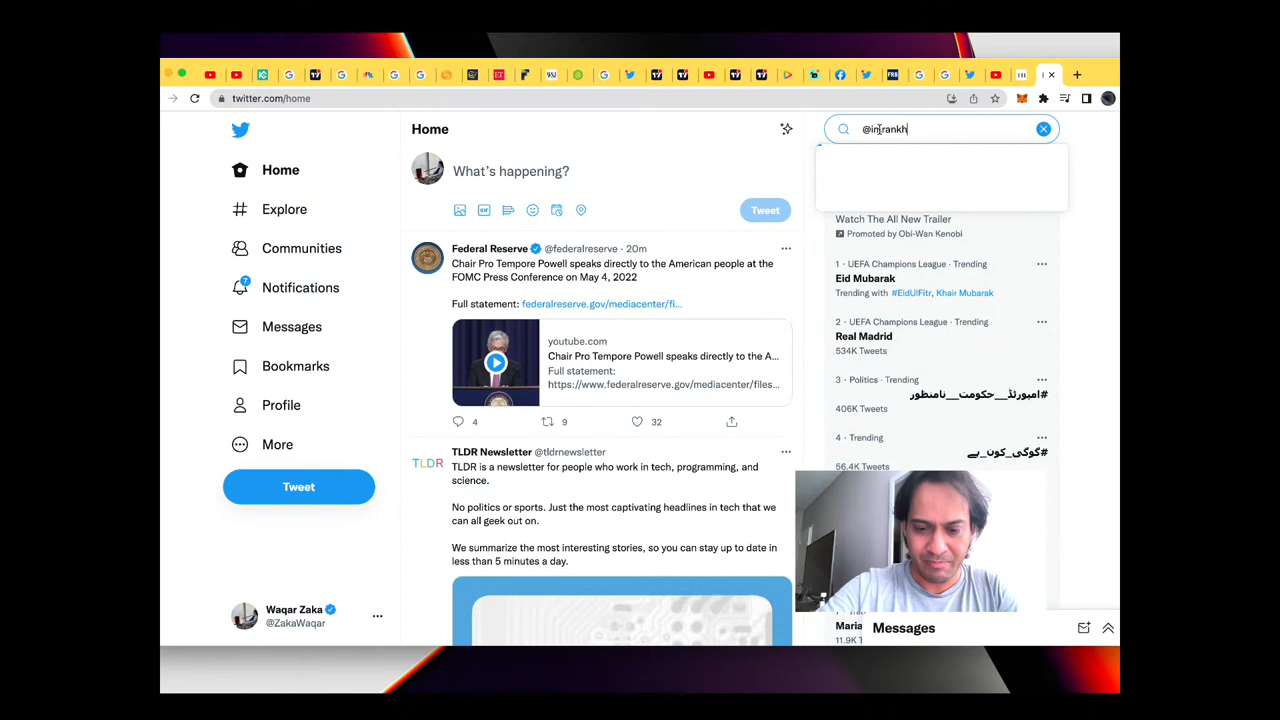 twitter.com/home
Home
Explore
Communities
7
Notifications
Messages
Bookmarks
Profile
More
Tweet
Waqar Zaka
@ZakaWaqar
Home
What's happening?
GIF
Tweet
Federal Reserve @federalreserve · 20m
Chair Pro Tempore Powell speaks directly to the American people at the
FOMC Press Conference on May 4, 2022
Full statement: federalreserve.gov/mediacenter/fi...
youtube.com
Chair Pro Tempore Powell speaks directly to the A...
Full statement:
https://www.federalreserve.gov/mediacenter/files...
4
9
32
TLDR
TLDR Newsletter @tldrnewsletter
TLDR is a newsletter for people who work in tech, programming, and
science.
No politics or sports. Just the most captivating headlines in tech that we
can all geek out on.
We summarize the most interesting stories, so you can stay up to date in
less than 5 minutes a day.
Watch The All New Trailer
Promoted by Obi-Wan Kenobi
1 · UEFA Champions League · Trending
Eid Mubarak
Trending with #EidUlFitr, Khair Mubarak
2 · UEFA Champions League · Trending
Real Madrid
534K Tweets
3 · Politics · Trending
#امپورٹڈ__حکومت__نامنظور
406K Tweets
4 · Trending
#گوگی_کون_ہے
56.4K Tweets
Maria
11.9K
Messages